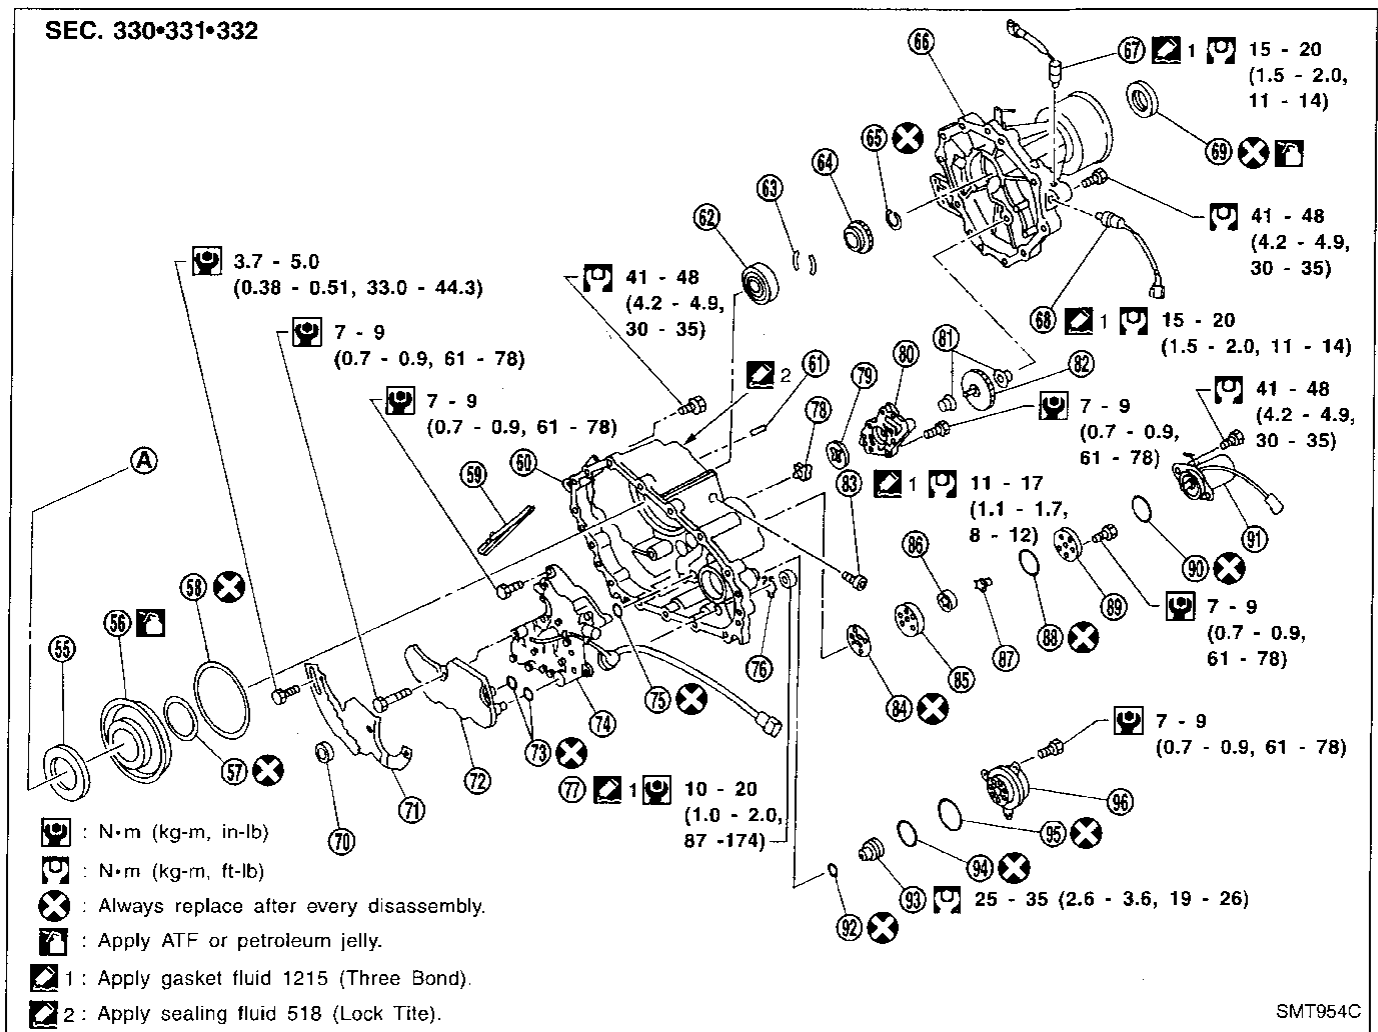 SEC. 330•331•332
66
67 1 15 - 20
(1.5 - 2.0,
11 - 14)
65
69
64
63
62
41 - 48
(4.2 - 4.9,
30 - 35)
3.7 - 5.0
(0.38 - 0.51, 33.0 - 44.3)
41 - 48
(4.2 - 4.9,
30 - 35)
7 - 9
(0.7 - 0.9, 61 - 78)
68 1 15 - 20
(1.5 - 2.0, 11 - 14)
81
80
82
61
2
79
78
7 - 9
(0.7 - 0.9, 61 - 78)
7 - 9
(0.7 - 0.9,
61 - 78)
41 - 48
(4.2 - 4.9,
30 - 35)
A
60
59
83
1 11 - 17
(1.1 - 1.7,
8 - 12)
91
86
90
58
89
7 - 9
(0.7 - 0.9,
61 - 78)
56
55
88
87
85
76
75
84
74
73
72
57
71
70
7 - 9
(0.7 - 0.9, 61 - 78)
77 1 10 - 20
(1.0 - 2.0,
87 -174)
96
95
94
93 25 - 35 (2.6 - 3.6, 19 - 26)
92
: N•m (kg-m, in-lb)
: N•m (kg-m, ft-lb)
: Always replace after every disassembly.
: Apply ATF or petroleum jelly.
1 : Apply gasket fluid 1215 (Three Bond).
2 : Apply sealing fluid 518 (Lock Tite).
SMT954C